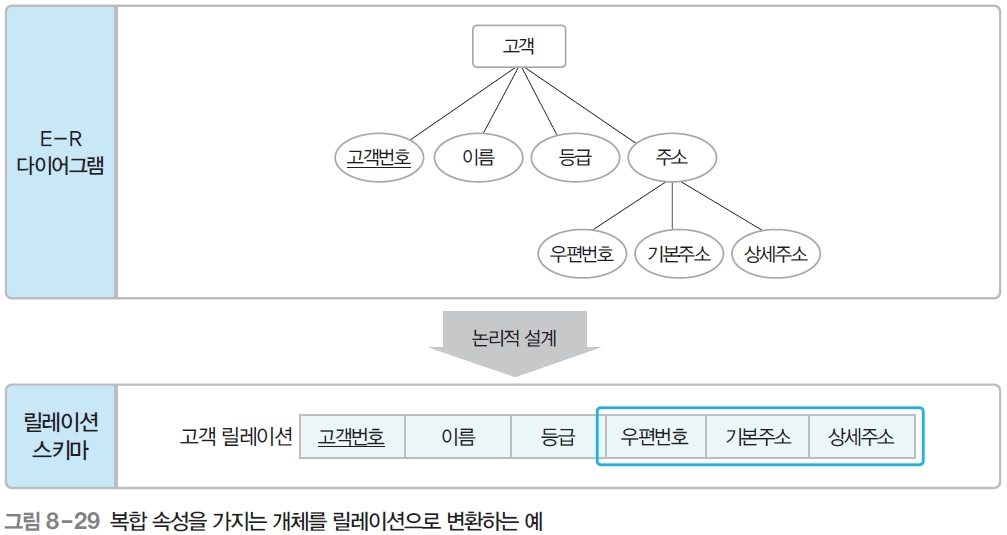 E-R
다이어그램
고객
고객번호 이름 등급 주소
우편번호 기본주소 상세주소
논리적 설계
릴레이션
스키마
고객 릴레이션 고객번호 이름 등급 우편번호 기본주소 상세주소
그림 8-29 복합 속성을 가지는 개체를 릴레이션으로 변환하는 예